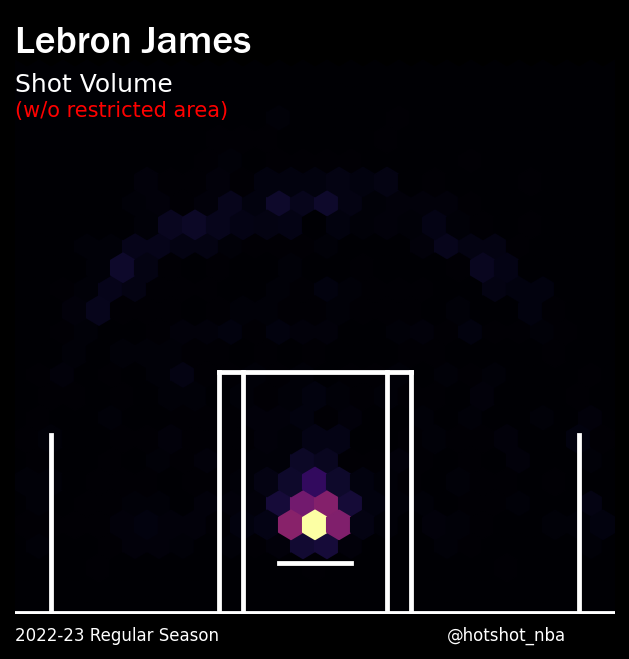 Lebron James
Shot Volume
(w/o restricted area)
2022-23 Regular Season
@hotshot_nba